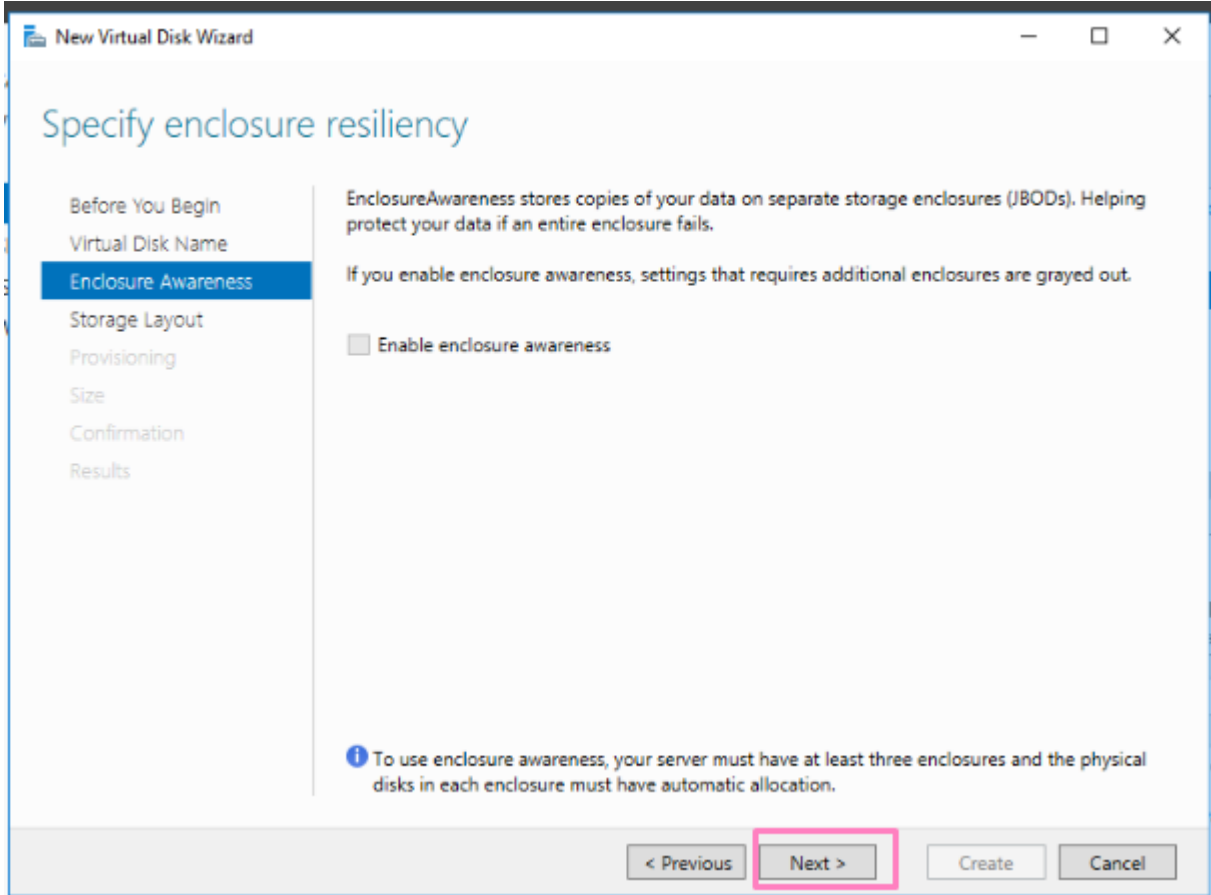 New Virtual Disk Wizard
Specify enclosure resiliency
Before You Begin
Virtual Disk Name
Enclosure Awareness
Storage Layout
Provisioning
Size
Confirmation
Results
EnclosureAwareness stores copies of your data on separate storage enclosures (JBODs). Helping
protect your data if an entire enclosure fails.
If you enable enclosure awareness, settings that requires additional enclosures are grayed out.
Enable enclosure awareness
To use enclosure awareness, your server must have at least three enclosures and the physical
disks in each enclosure must have automatic allocation.
< Previous
Next >
Create
Cancel